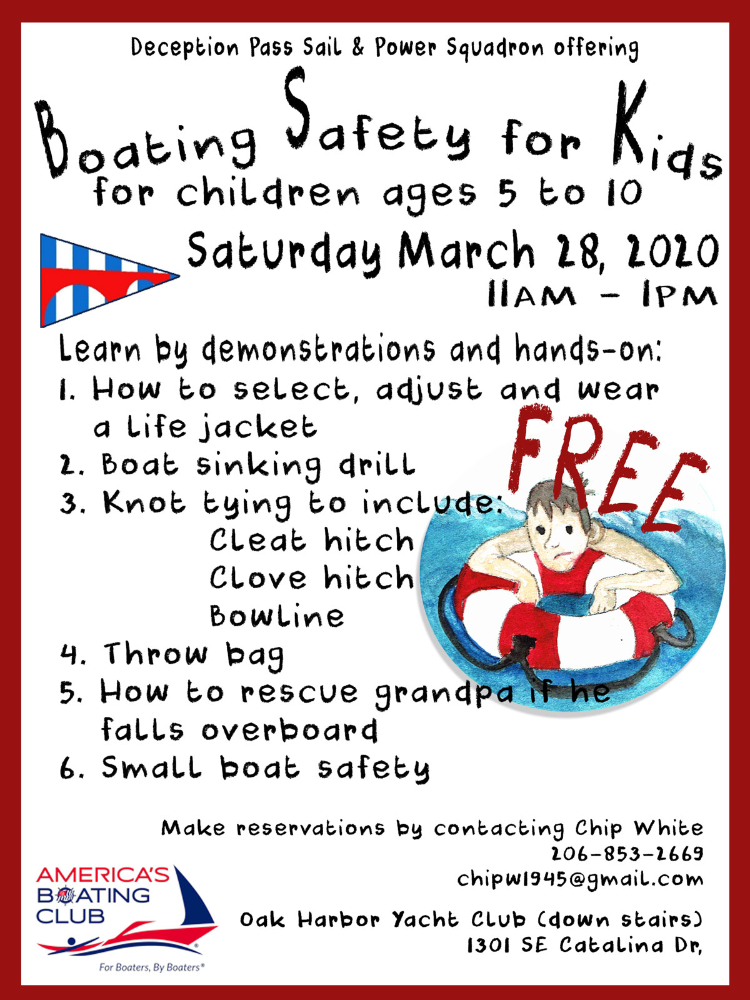 Deception Pass Sail & Power Squadron offering
Boating Safety for Kids
for children ages 5 to 10
Saturday March 28, 2020
11AM - 1PM
Learn by demonstrations and hands-on:
1. How to select, adjust and wear
a life jacket
FREE
2. Boat sinking drill
3. Knot tying to include:
Cleat hitch
Clove hitch
Bowline
4. Throw bag
5. How to rescue grandpa if he
falls overboard
6. Small boat safety
Make reservations by contacting Chip White
206-853-2669
chipw1945@gmail.com
AMERICA'S
BOATING
CLUB
®
For Boaters, By Boaters®
Oak Harbor Yacht Club (down stairs)
1301 SE Catalina Dr,